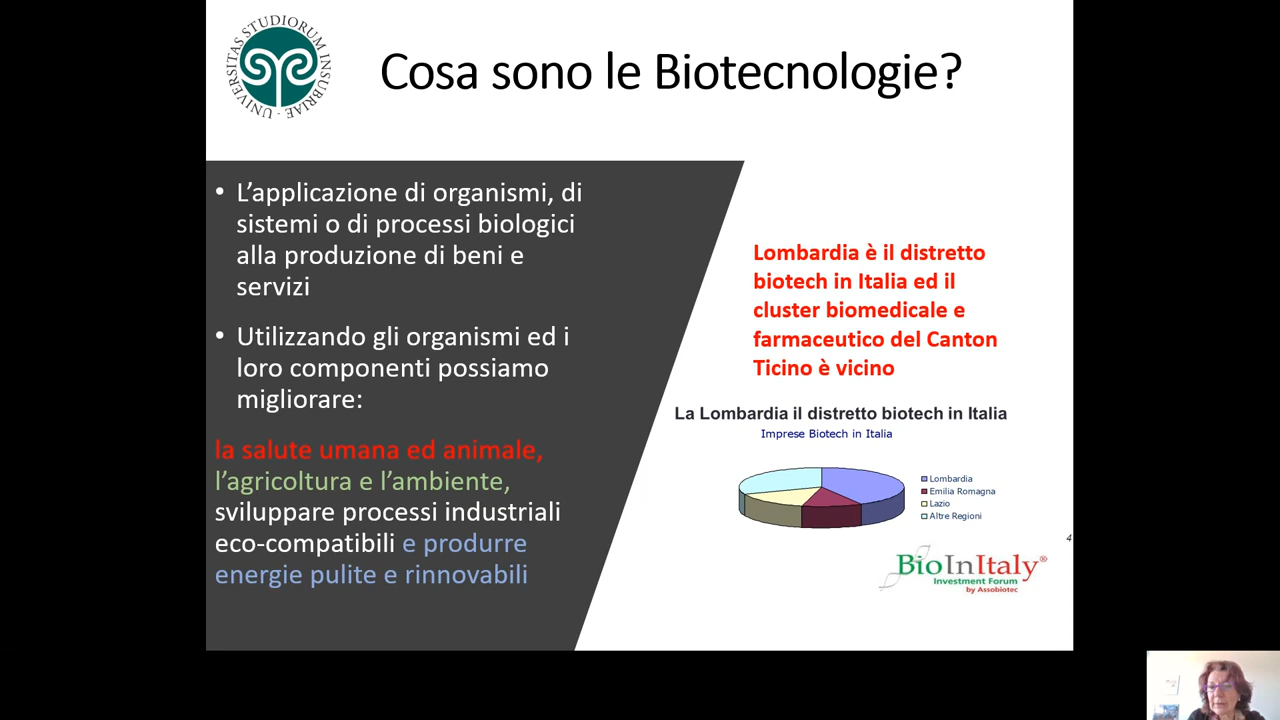 UNIVERSITAS STUDIORUM INSUBRIAE
Cosa sono le Biotecnologie?
• L’applicazione di organismi, di
sistemi o di processi biologici
alla produzione di beni e
servizi
• Utilizzando gli organismi ed i
loro componenti possiamo
migliorare:
la salute umana ed animale,
l’agricoltura e l’ambiente,
sviluppare processi industriali
eco-compatibili e produrre
energie pulite e rinnovabili
Lombardia è il distretto
biotech in Italia ed il
cluster biomedicale e
farmaceutico del Canton
Ticino è vicino
La Lombardia il distretto biotech in Italia
Imprese Biotech in Italia
Lombardia
Emilia Romagna
Lazio
Altre Regioni
4
BioInItaly®
Investment Forum
by Assobiotec